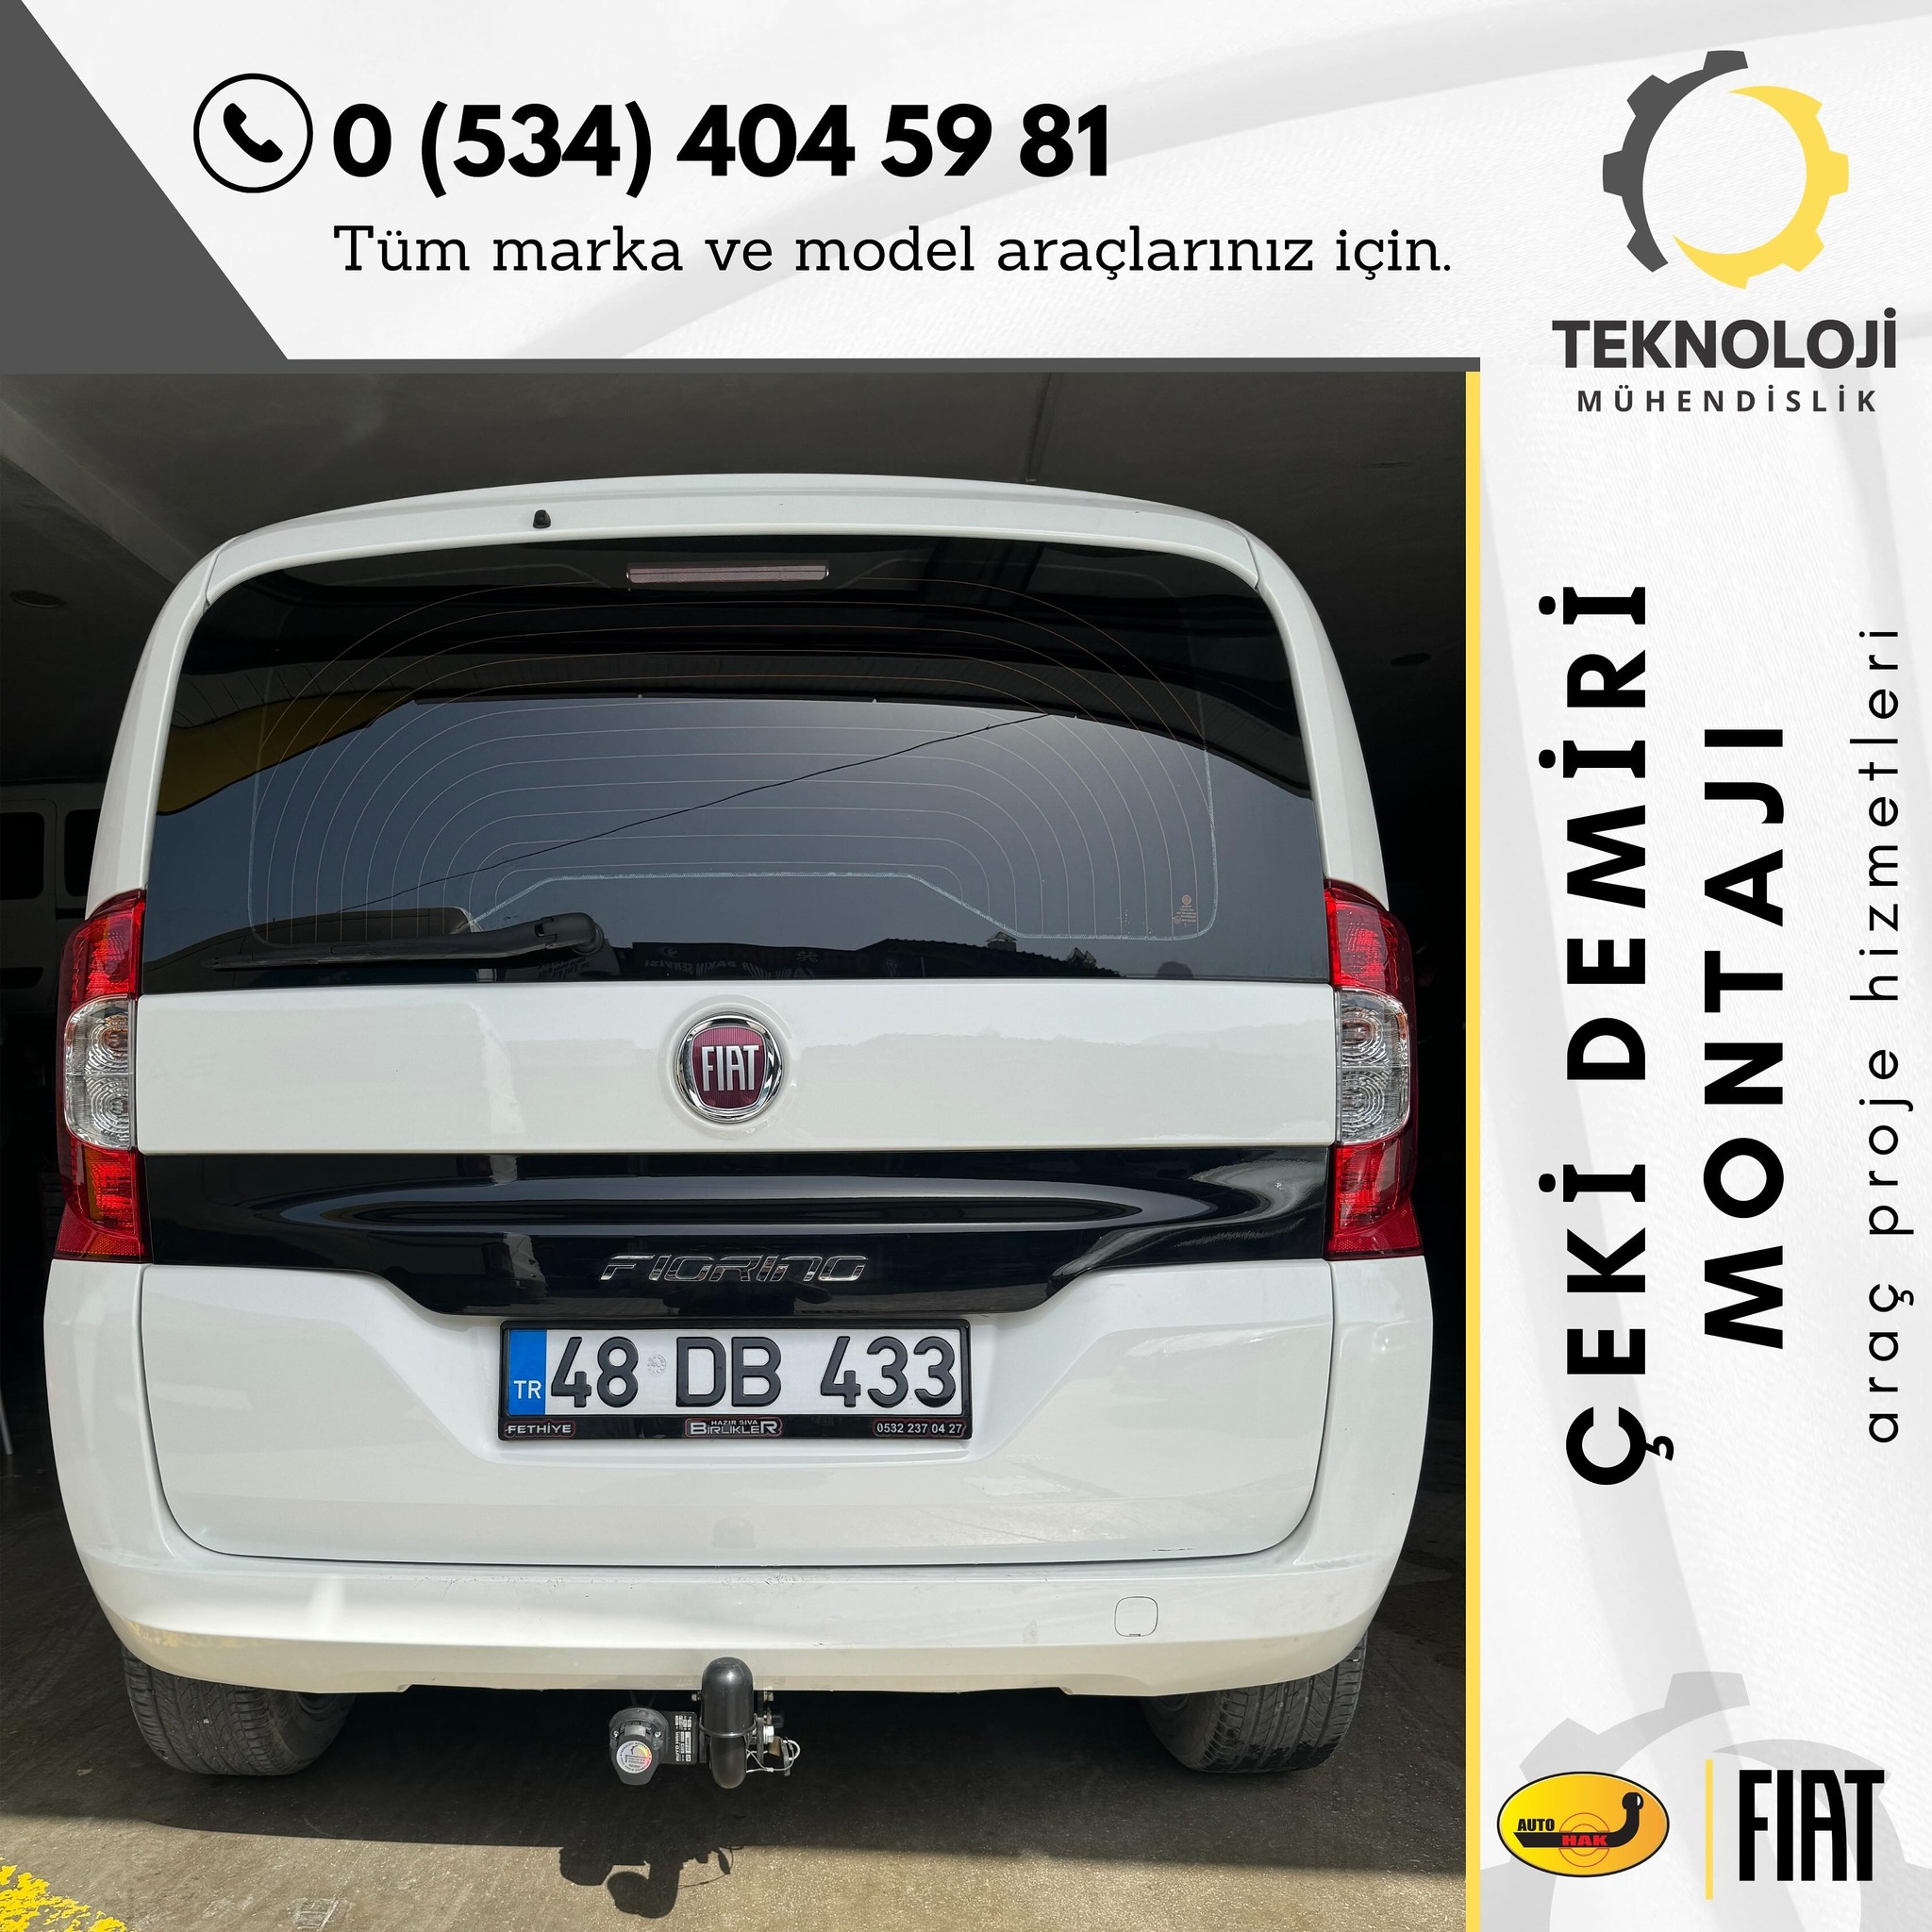 0 (534) 404 59 81
Tüm marka ve model araçlarınız için.
TEKNOLOJİ
MÜHENDİSLİK
ÇEKİ DEMİRİ
MONTAJI
araç proje hizmetleri
FIAT
FIORINO
TR 48 DB 433
FETHİYE HAZIR SIVA BİRLİKLER 0532 237 04 27
AUTO HAK
FIAT